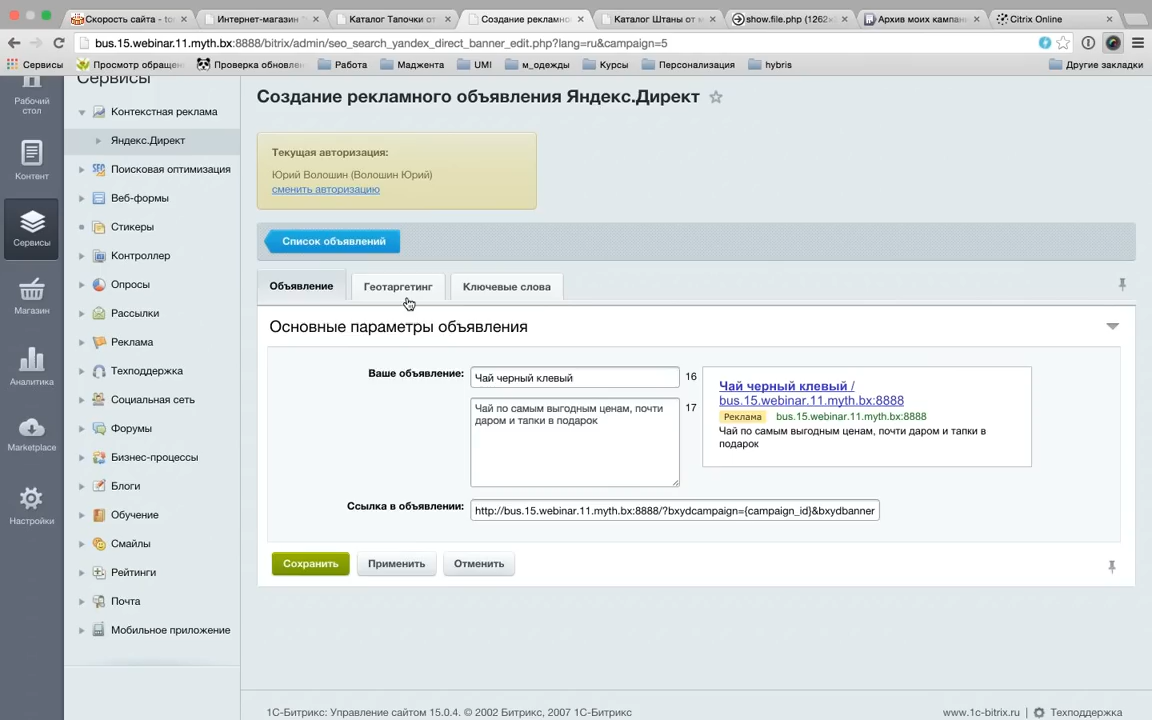 Скорость сайта - tor
Интернет-магазин "
Каталог Тапочки от
Создание рекламно
Каталог Штаны от м
show.file.php (1262×
Архив моих кампан
Citrix Online
bus.15.webinar.11.myth.bx:8888/bitrix/admin/seo_search_yandex_direct_banner_edit.php?lang=ru&campaign=5
Сервисы
Просмотр обращен
Проверка обновлен
Работа
Маджента
UMI
м_одежды
Курсы
Персонализация
hybris
Другие закладки
Рабочий
стол
Контент
Сервисы
Магазин
Аналитика
Marketplace
Настройки
Сервисы
Контекстная реклама
Яндекс.Директ
Поисковая оптимизация
Веб-формы
Стикеры
Контроллер
Опросы
Рассылки
Реклама
Техподдержка
Социальная сеть
Форумы
Бизнес-процессы
Блоги
Обучение
Смайлы
Рейтинги
Почта
Мобильное приложение
Создание рекламного объявления Яндекс.Директ
Текущая авторизация:
Юрий Волошин (Волошин Юрий)
сменить авторизацию
Список объявлений
Объявление
Геотаргетинг
Ключевые слова
Основные параметры объявления
Ваше объявление:
Чай черный клевый
16
Чай по самым выгодным ценам, почти
даром и тапки в подарок
17
Чай черный клевый /
bus.15.webinar.11.myth.bx:8888
Реклама bus.15.webinar.11.myth.bx:8888
Чай по самым выгодным ценам, почти даром и тапки в
подарок
Ссылка в объявлении:
http://bus.15.webinar.11.myth.bx:8888/?bxydcampaign={campaign_id}&bxydbanner
Сохранить
Применить
Отменить
1С-Битрикс: Управление сайтом 15.0.4. © 2002 Битрикс, 2007 1С-Битрикс
www.1c-bitrix.ru | Техподдержка